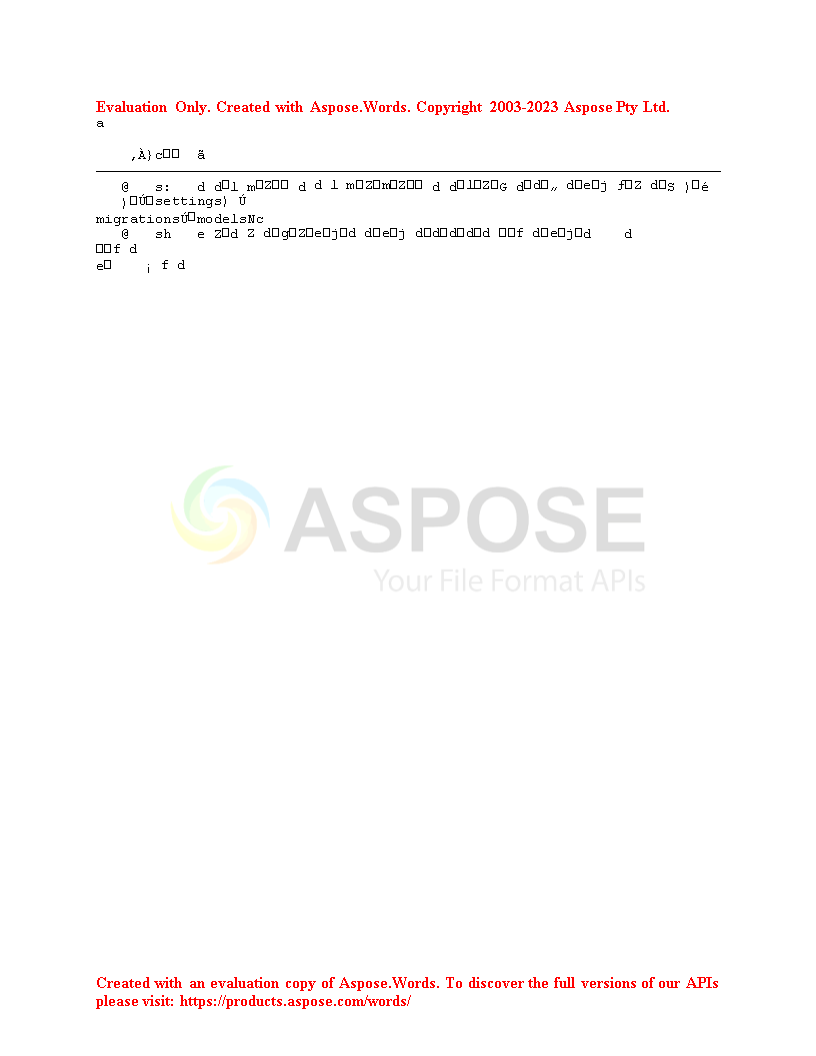 Evaluation Only. Created with Aspose.Words. Copyright 2003-2023 Aspose Pty Ltd.
a
‚À}c□□ ã
@ s: d d□l m□Z□□ d d l m□Z□m□Z□□ d d□l□Z□G d□d□„ d□e□j ƒ□Z d□S )□é
)□Ú□settings) Ú
migrationsÚ□modelsNc
@ sh e Z□d Z d□g□Z□e□j□d d□e□j d□d□d□d□d □□f d□e□j□d d
□□f d
e□ ¡ f d
ASPOSE
Your File Format APIs
Created with an evaluation copy of Aspose.Words. To discover the full versions of our APIs
please visit: https://products.aspose.com/words/